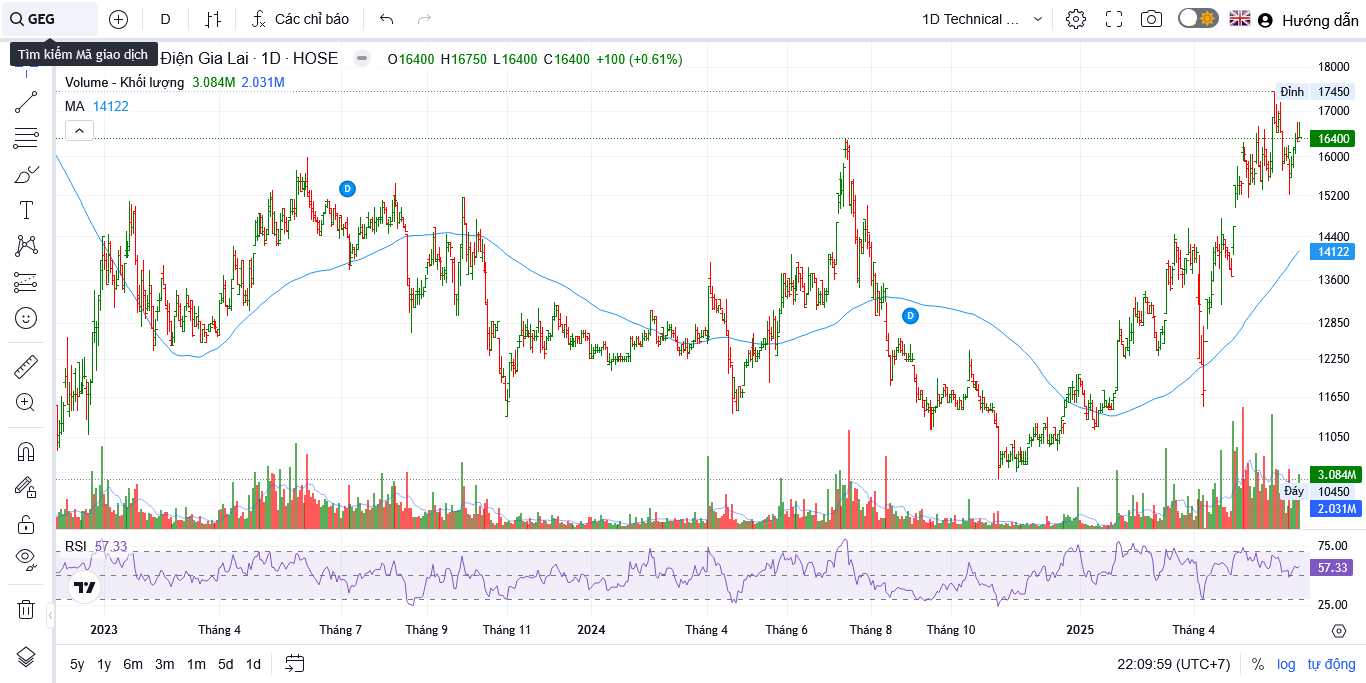 GEG
D
Các chỉ báo
1D Technical ...
Hướng dẫn
Tìm kiếm Mã giao dịch
Điện Gia Lai · 1D · HOSE
O16400 H16750 L16400 C16400 +100 (+0.61%)
Volume - Khối lượng 3.084M 2.031M
MA 14122
18000
Đỉnh 17450
17000
16400
16000
15200
14400
14122
13600
12850
12250
11650
11050
3.084M
Đáy 10450
2.031M
D
D
RSI 57.33
75.00
57.33
25.00
2023 Tháng 4 Tháng 7 Tháng 9 Tháng 11 2024 Tháng 4 Tháng 6 Tháng 8 Tháng 10 2025 Tháng 4
5y 1y 6m 3m 1m 5d 1d
22:09:59 (UTC+7) % log tự động